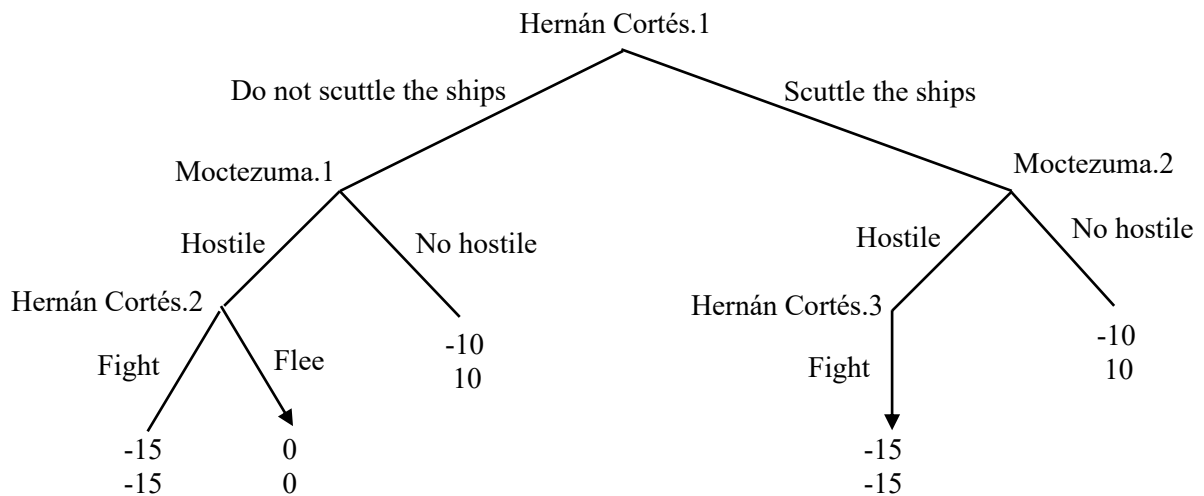 Hernán Cortés.1
Do not scuttle the ships
Scuttle the ships
Moctezuma.1
Moctezuma.2
Hostile
No hostile
Hostile
No hostile
Hernán Cortés.2
Hernán Cortés.3
Fight
Flee
-10
10
Fight
-10
10
-15
-15
0
0
-15
-15